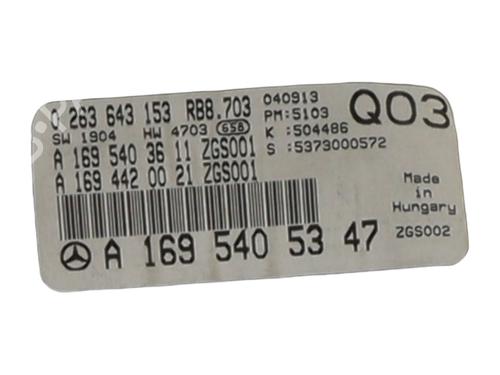 0 263 643 153 RB8.703
SW 1904 HW 4703 658
A 169 540 36 11 ZGS001
A 169 442 00 21 ZGS001
A 169 540 53 47
040913
PM:5103
K :504486
S :5373000572
Q03
Made
in
Hungary
ZGS002